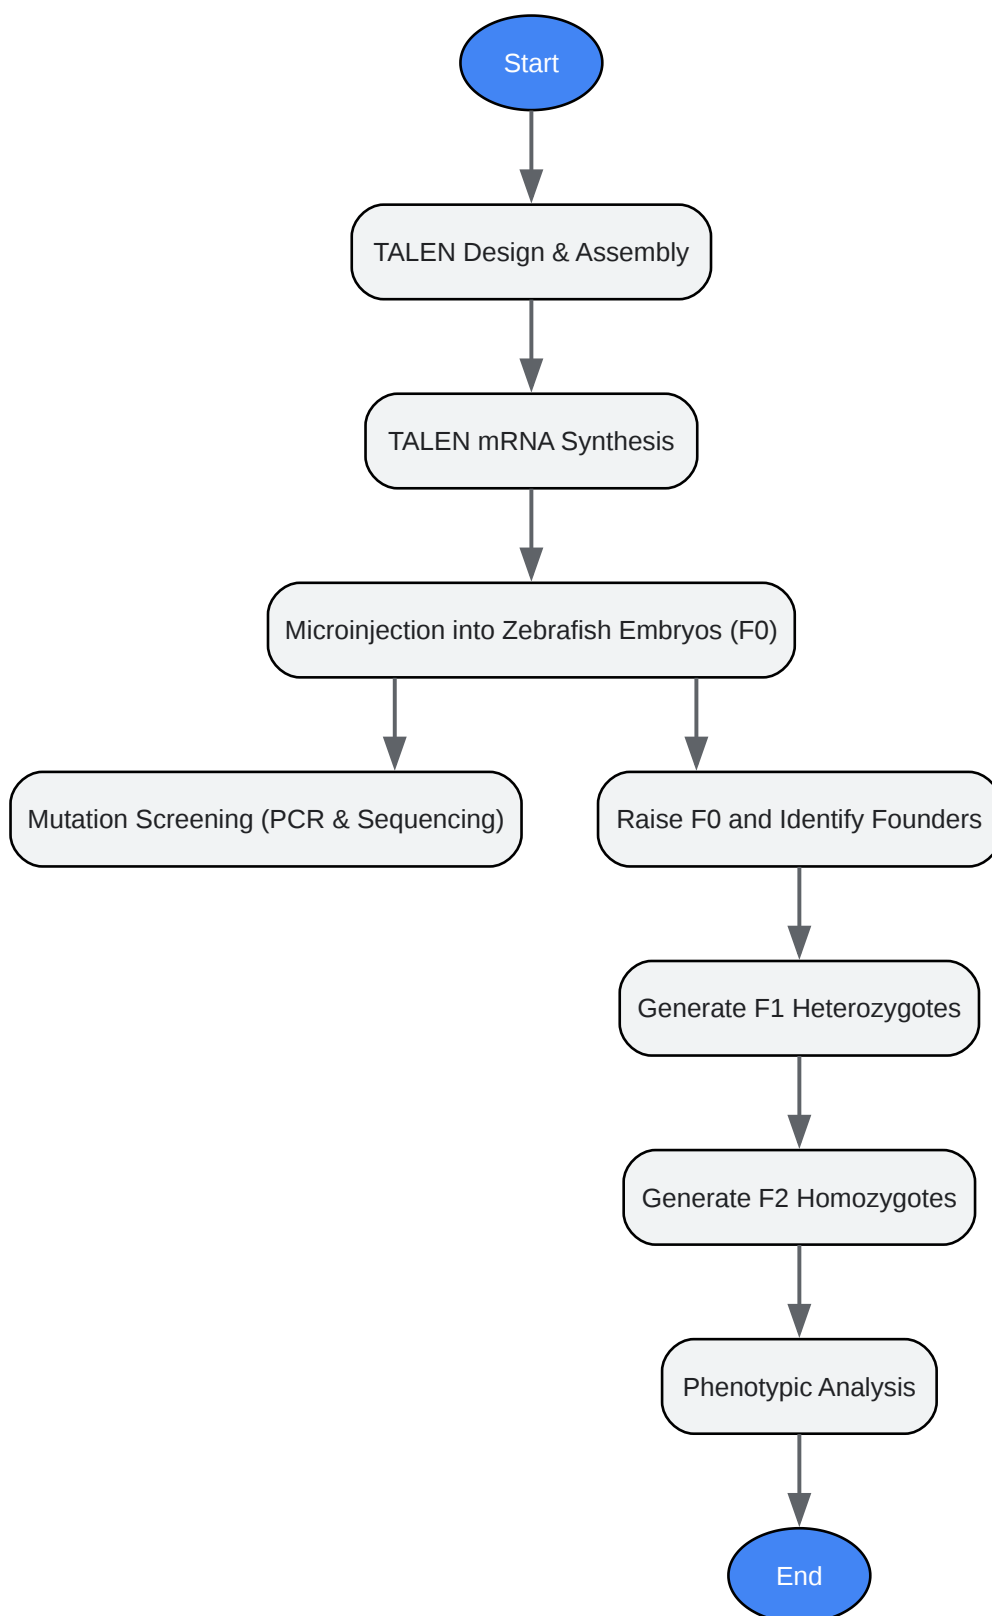 Start
TALEN Design & Assembly
TALEN mRNA Synthesis
Microinjection into Zebrafish Embryos (F0)
Mutation Screening (PCR & Sequencing)
Raise F0 and Identify Founders
Generate F1 Heterozygotes
Generate F2 Homozygotes
Phenotypic Analysis
End